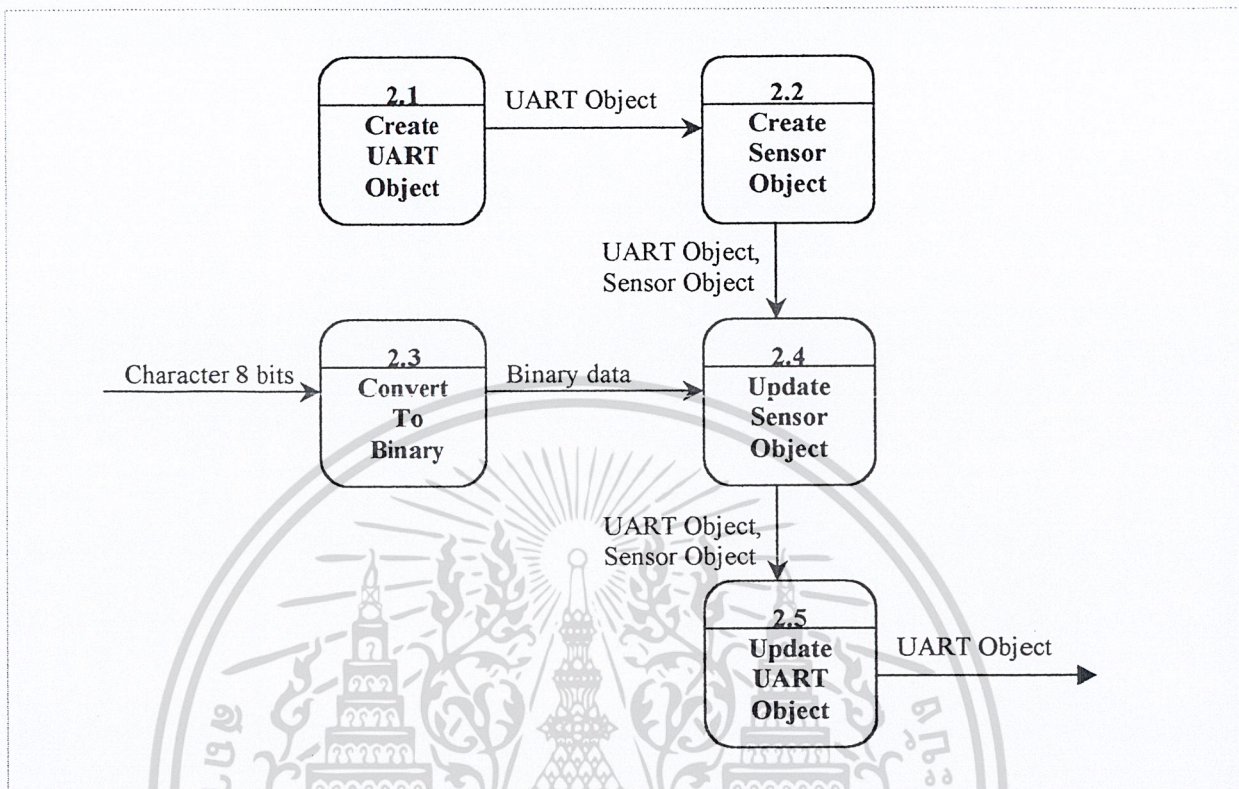 2.1
Create
UART
Object
UART Object
2.2
Create
Sensor
Object
UART Object,
Sensor Object
Character 8 bits
2.3
Convert
To
Binary
Binary data
2.4
Update
Sensor
Object
UART Object,
Sensor Object
2.5
Update
UART
Object
UART Object